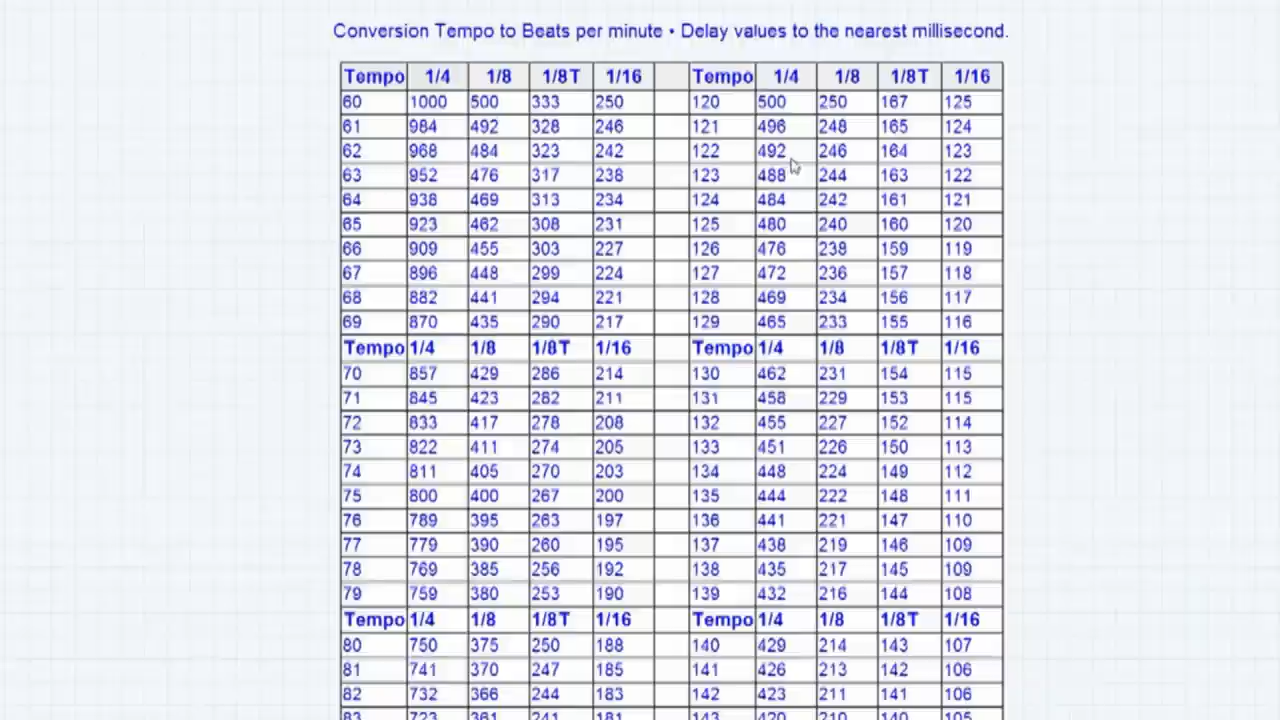 Conversion Tempo to Beats per minute • Delay values to the nearest millisecond.
Tempo 1/4 1/8 1/8T 1/16 Tempo 1/4 1/8 1/8T 1/16
60 1000 500 333 250 120 500 250 167 125
61 984 492 328 246 121 496 248 165 124
62 968 484 323 242 122 492 246 164 123
63 952 476 317 238 123 488 244 163 122
64 938 469 313 234 124 484 242 161 121
65 923 462 308 231 125 480 240 160 120
66 909 455 303 227 126 476 238 159 119
67 896 448 299 224 127 472 236 157 118
68 882 441 294 221 128 469 234 156 117
69 870 435 290 217 129 465 233 155 116
Tempo 1/4 1/8 1/8T 1/16 Tempo 1/4 1/8 1/8T 1/16
70 857 429 286 214 130 462 231 154 115
71 845 423 282 211 131 458 229 153 115
72 833 417 278 208 132 455 227 152 114
73 822 411 274 205 133 451 226 150 113
74 811 405 270 203 134 448 224 149 112
75 800 400 267 200 135 444 222 148 111
76 789 395 263 197 136 441 221 147 110
77 779 390 260 195 137 438 219 146 109
78 769 385 256 192 138 435 217 145 109
79 759 380 253 190 139 432 216 144 108
Tempo 1/4 1/8 1/8T 1/16 Tempo 1/4 1/8 1/8T 1/16
80 750 375 250 188 140 429 214 143 107
81 741 370 247 185 141 426 213 142 106
82 732 366 244 183 142 423 211 141 106
83 723 361 241 181 143 420 210 140 105